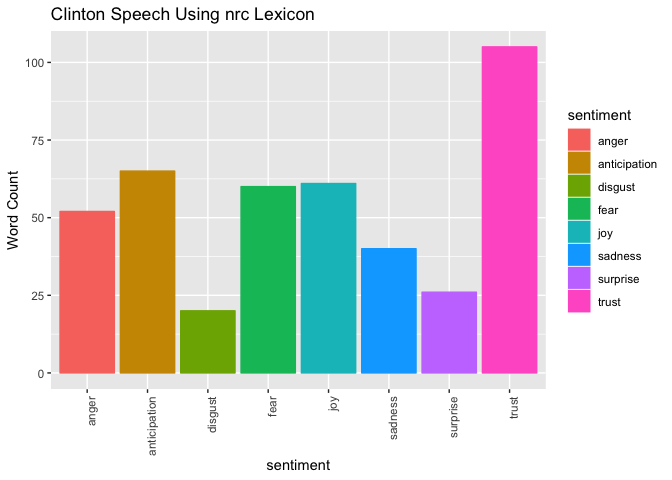 Clinton Speech Using nrc Lexicon
Word Count
100
75
50
25
0
anger
anticipation
disgust
fear
joy
sadness
surprise
trust
sentiment
sentiment
anger
anticipation
disgust
fear
joy
sadness
surprise
trust